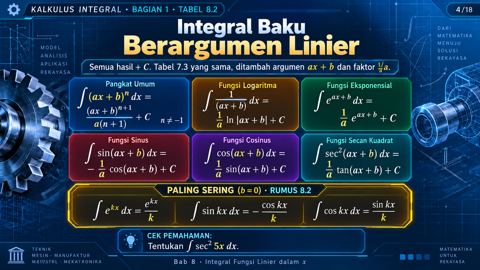 KALKULUS INTEGRAL • BAGIAN 1 • TABEL 8.2
4/18
Integral Baku
Berargumen Linier
MODEL
ANALISIS
APLIKASI
REKAYASA
DARI
MATEMATIKA
MENUJU
SOLUSI
REKAYASA
Semua hasil + C. Tabel 7.3 yang sama, ditambah argumen ax + b dan faktor 1/a.
Pangkat Umum
∫(ax + b)^n dx =
(ax + b)^(n+1) / a(n + 1) + C n ≠ −1
Fungsi Logaritma
∫ 1/(ax + b) dx =
1/a ln |ax + b| + C
Fungsi Eksponensial
∫ e^(ax + b) dx =
1/a e^(ax + b) + C
Fungsi Sinus
∫ sin(ax + b) dx =
− 1/a cos(ax + b) + C
Fungsi Cosinus
∫ cos(ax + b) dx =
1/a sin(ax + b) + C
Fungsi Secan Kuadrat
∫ sec²(ax + b) dx =
1/a tan(ax + b) + C
PALING SERING (b = 0) • RUMUS 8.2
∫ e^(kx) dx = e^(kx)/k
∫ sin kx dx = − cos kx/k
∫ cos kx dx = sin kx/k
CEK PEMAHAMAN:
Tentukan ∫ sec² 5x dx.
TEKNIK
MESIN • MANUFAKTUR
INDUSTRI • MEKATRONIKA
Bab 8 • Integral Fungsi Linier dalam x
MATEMATIKA
UNTUK
REKAYASA